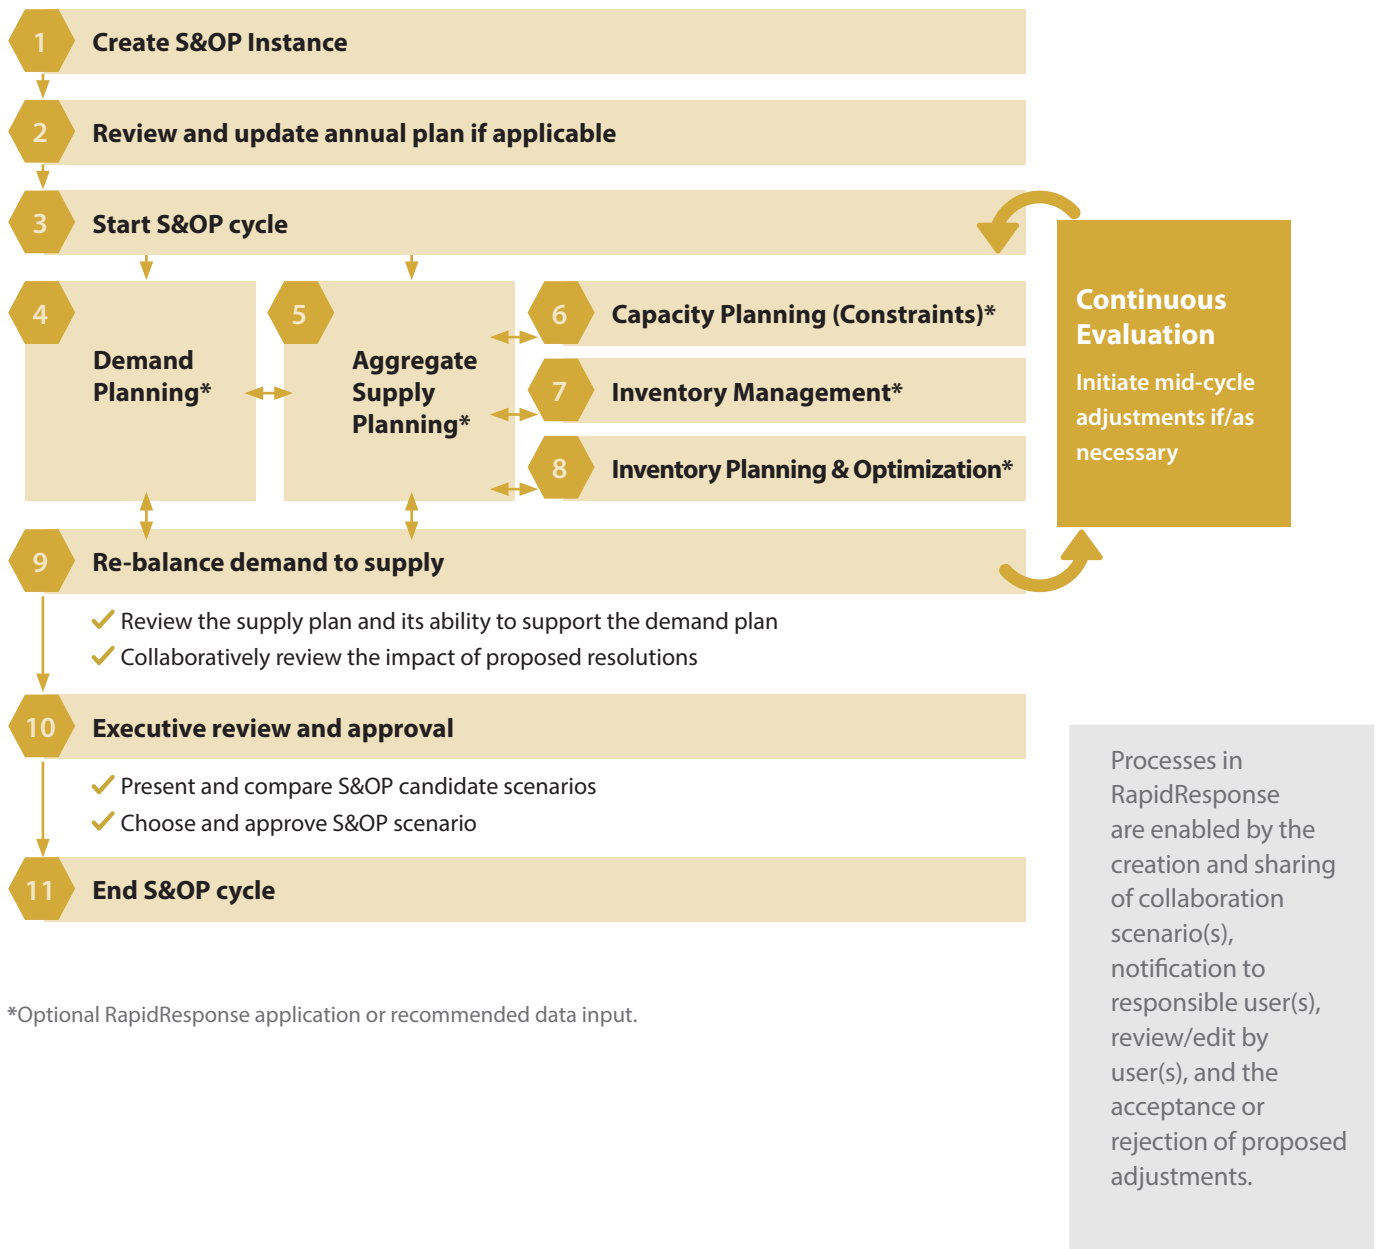 1
Create S&OP Instance
2
Review and update annual plan if applicable
3
Start S&OP cycle
4
Demand
Planning*
5
Aggregate
Supply
Planning*
6
Capacity Planning (Constraints)*
7
Inventory Management*
8
Inventory Planning & Optimization*
Continuous
Evaluation
Initiate mid-cycle
adjustments if/as
necessary
9
Re-balance demand to supply
Review the supply plan and its ability to support the demand plan
Collaboratively review the impact of proposed resolutions
10
Executive review and approval
Present and compare S&OP candidate scenarios
Choose and approve S&OP scenario
11
End S&OP cycle
Processes in
RapidResponse
are enabled by the
creation and sharing
of collaboration
scenario(s),
notification to
responsible user(s),
review/edit by
user(s), and the
acceptance or
rejection of proposed
adjustments.
*Optional RapidResponse application or recommended data input.